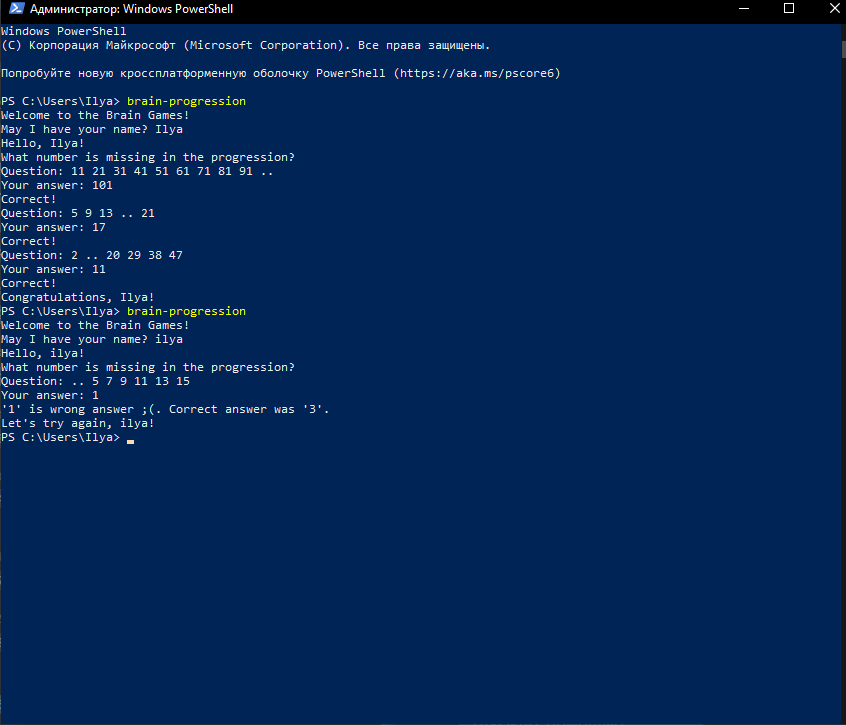 Администратор: Windows PowerShell
Windows PowerShell
(C) Корпорация Майкрософт (Microsoft Corporation). Все права защищены.
Попробуйте новую кроссплатформенную оболочку PowerShell (https://aka.ms/pscore6)
PS C:\Users\Ilya> brain-progression
Welcome to the Brain Games!
May I have your name? Ilya
Hello, Ilya!
What number is missing in the progression?
Question: 11 21 31 41 51 61 71 81 91 ..
Your answer: 101
Correct!
Question: 5 9 13 .. 21
Your answer: 17
Correct!
Question: 2 .. 20 29 38 47
Your answer: 11
Correct!
Congratulations, Ilya!
PS C:\Users\Ilya> brain-progression
Welcome to the Brain Games!
May I have your name? ilya
Hello, ilya!
What number is missing in the progression?
Question: .. 5 7 9 11 13 15
Your answer: 1
'1' is wrong answer ;(. Correct answer was '3'.
Let's try again, ilya!
PS C:\Users\Ilya>